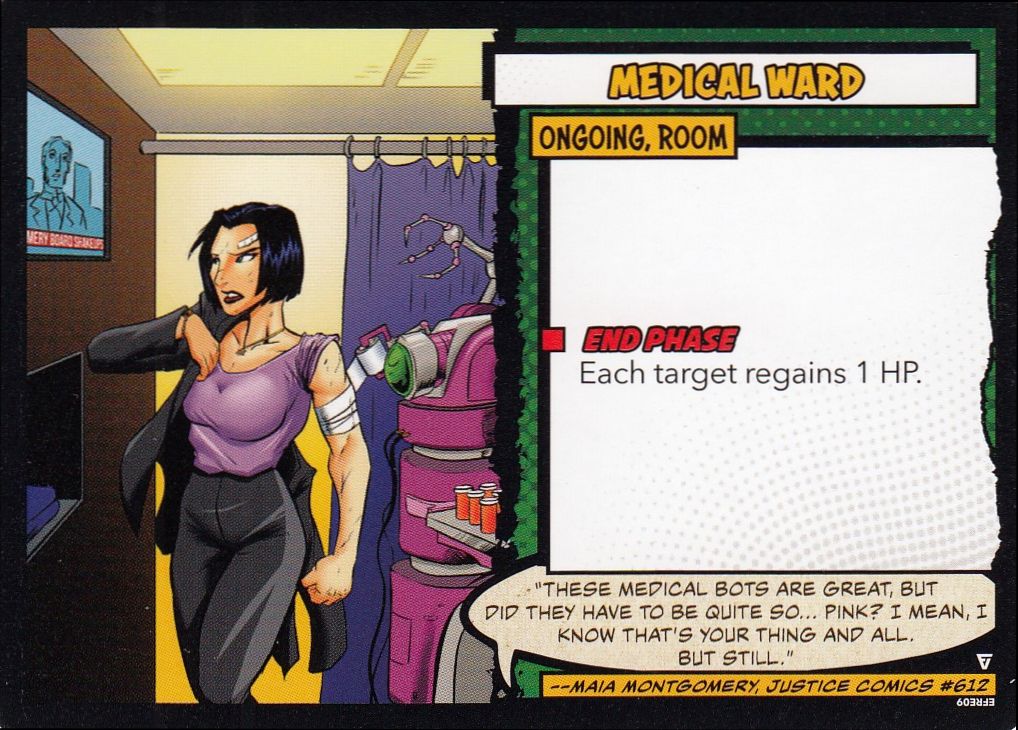 MEDICAL WARD
ONGOING, ROOM
MERY BOARD SHAKEUPS
END PHASE
Each target regains 1 HP.
"THESE MEDICAL BOTS ARE GREAT, BUT
DID THEY HAVE TO BE QUITE SO... PINK? I MEAN, I
KNOW THAT'S YOUR THING AND ALL.
BUT STILL."
--MAIA MONTGOMERY, JUSTICE COMICS #612
EFRE09